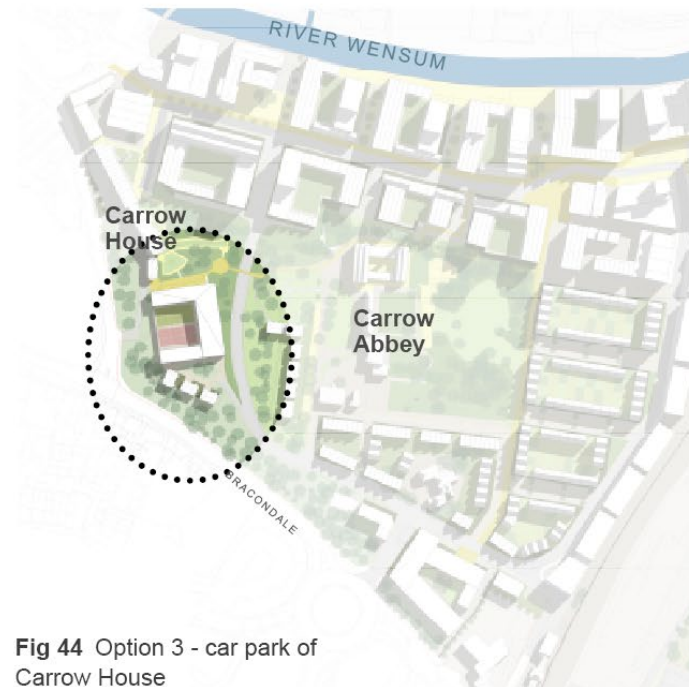 RIVER WENSUM
Carrow
House
Carrow
Abbey
BRACONDALE
Fig 44 Option 3 - car park of
Carrow House